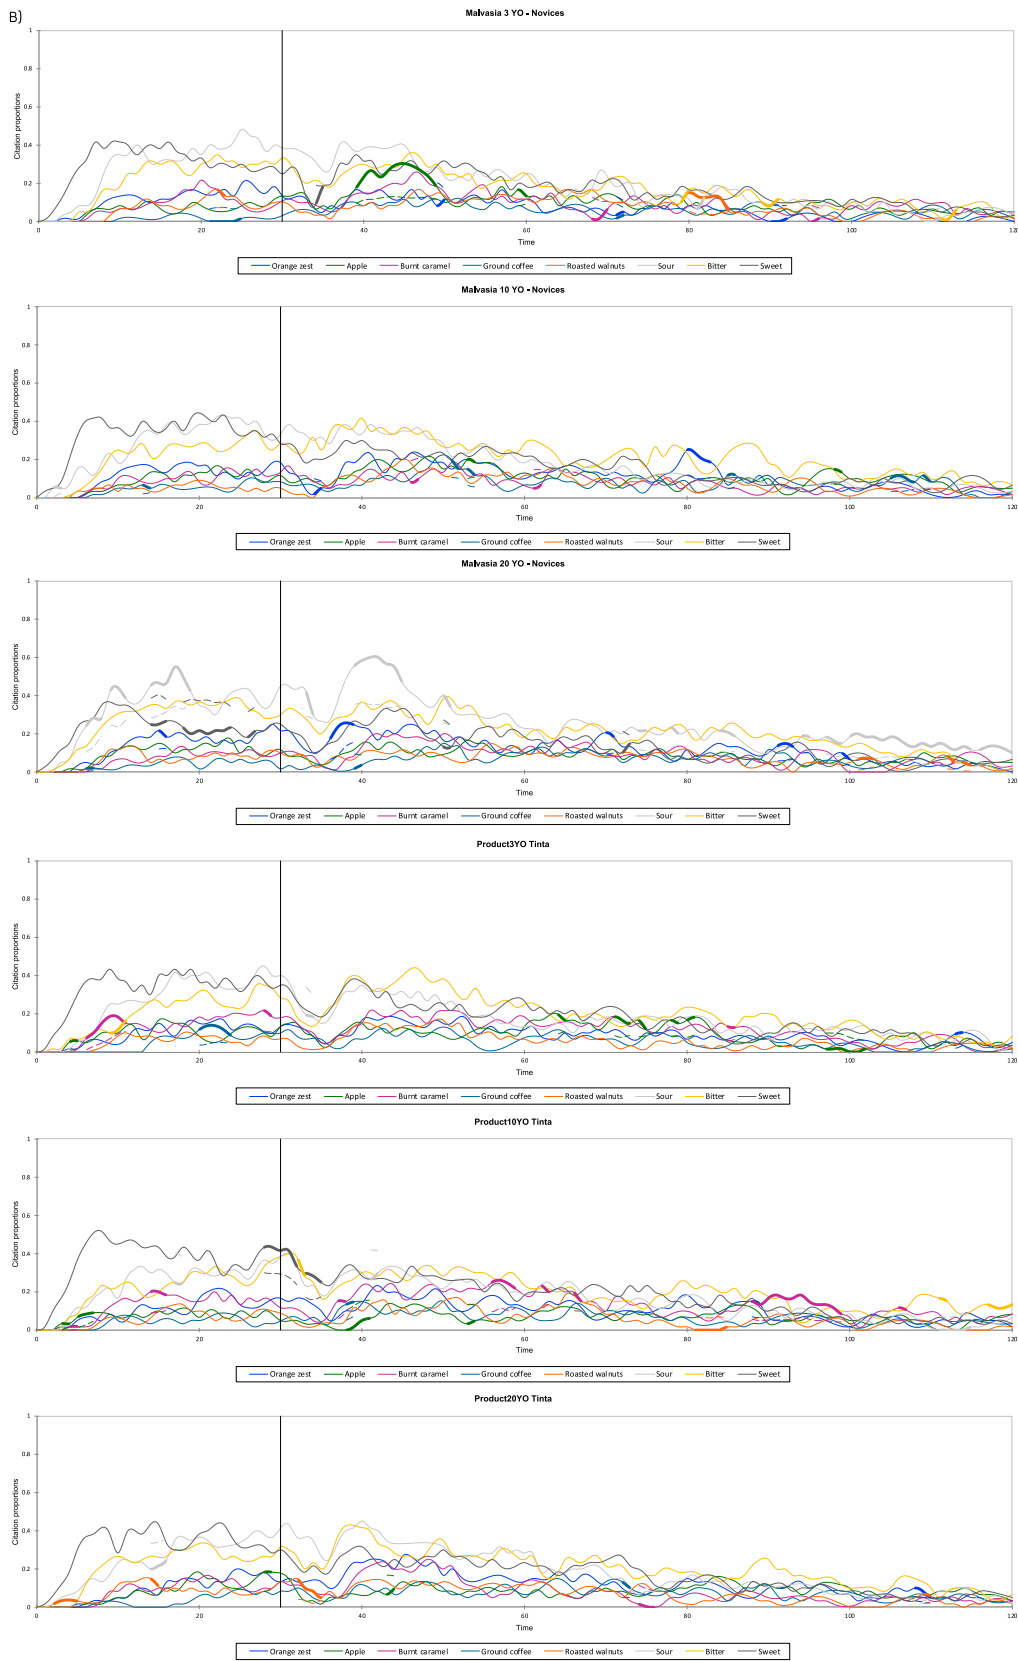 B)
Malvasia 3 YO - Novices
Citation proportions
1
0.8
0.6
0.4
0.2
0
0 20 40 60 80 100 120
Time
Orange zest Apple Burnt caramel Ground coffee Roasted walnuts Sour Bitter Sweet
Malvasia 10 YO - Novices
Citation proportions
1
0.8
0.6
0.4
0.2
0
0 20 40 60 80 100 120
Time
Orange zest Apple Burnt caramel Ground coffee Roasted walnuts Sour Bitter Sweet
Malvasia 20 YO - Novices
Citation proportions
1
0.8
0.6
0.4
0.2
0
0 20 40 60 80 100 120
Time
Orange zest Apple Burnt caramel Ground coffee Roasted walnuts Sour Bitter Sweet
Product3YO Tinta
Citation proportions
1
0.8
0.6
0.4
0.2
0
0 20 40 60 80 100 120
Time
Orange zest Apple Burnt caramel Ground coffee Roasted walnuts Sour Bitter Sweet
Product10YO Tinta
Citation proportions
1
0.8
0.6
0.4
0.2
0
0 20 40 60 80 100 120
Time
Orange zest Apple Burnt caramel Ground coffee Roasted walnuts Sour Bitter Sweet
Product20YO Tinta
Citation proportions
1
0.8
0.6
0.4
0.2
0
0 20 40 60 80 100 120
Time
Orange zest Apple Burnt caramel Ground coffee Roasted walnuts Sour Bitter Sweet